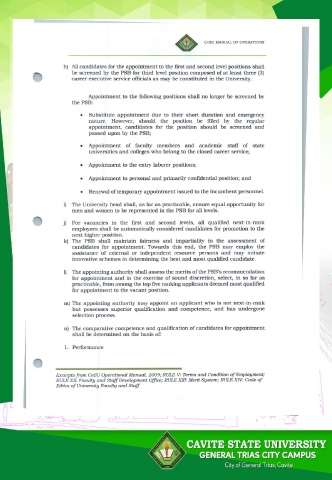 CvSU MANUAL OF OPERATIONS
h) All candidates for the appointment to the first and second level positions shall
be screened by the PSB for third level position composed of at least three (3)
career executive service officials as may be constituted in the University.
Appointment to the following positions shall no longer be screened by
the PSB:
• Substitute appointment due to their short duration and emergency
nature. However, should the position be filled by the regular
appointment, candidates for the position should be screened and
passed upon by the PSB;
• Appointment of faculty members and academic staff of state
universities and colleges who belong to the closed career service;
• Appointment to the entry laborer positions;
• Appointment to personal and primarily confidential position; and
• Renewal of temporary appointment issued to the incumbent personnel.
i) The University head shall, as far as practicable, ensure equal opportunity for
men and women to be represented in the PSB for all levels.
j) For vacancies in the first and second levels, all qualified next-in-rank
employees shall be automatically considered candidates for promotion to the
next higher position.
k) The PSB shall maintain fairness and impartiality in the assessment of
candidates for appointment. Towards this end, the PSB may employ the
assistance of external or independent resource persons and may initiate
innovative schemes in determining the best and most qualified candidate.
l) The appointing authority shall assess the merits of the PSB's recommendation
for appointment and in the exercise of sound discretion, select, in so far as
practicable, from among the top five ranking applicants deemed most qualified
for appointment to the vacant position.
m) The appointing authority may appoint an applicant who is not next-in-rank
but possesses superior qualification and competence, and has undergone
selection process.
n) The comparative competence and qualification of candidates for appointment
shall be determined on the basis of:
1. Performance
Excerpts from CvSU Operational Manual, 2009; RULE V: Terms and Condition of Employment;
RULE XII. Faculty and Staff Development Office; RULE XIII: Merit System; RULE XIV: Code of
Ethics of University Faculty and Staff
CAVITE STATE UNIVERSITY
GENERAL TRIAS CITY CAMPUS
City of General Trias, Cavite